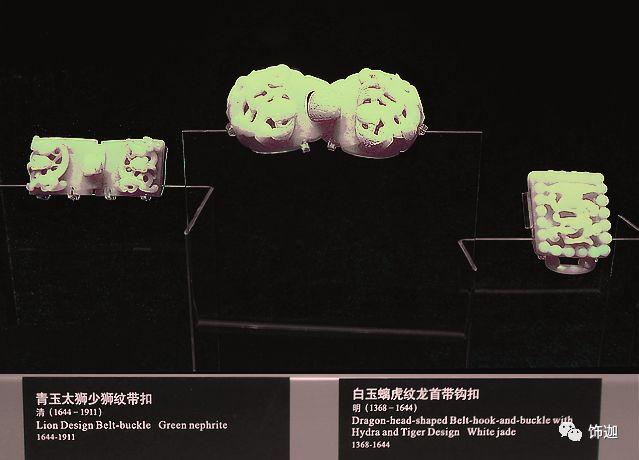 青玉太狮少狮纹带扣
清（1644－1911）
Lion Design Belt-buckle Green nephrite
1644-1911
白玉螭虎纹龙首带钩扣
明（1368－1644）
Dragon-head-shaped Belt-hook-and-buckle with
Hydra and Tiger Design White jade
1368-1644
饰迦